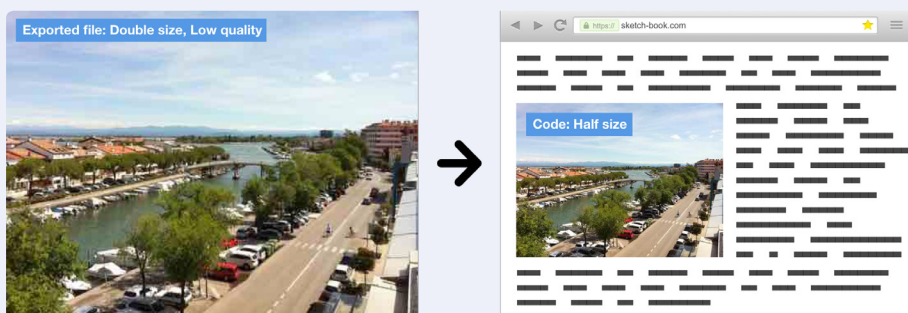 Exported file: Double size, Low quality
https:// sketch-book.com
Code: Half size